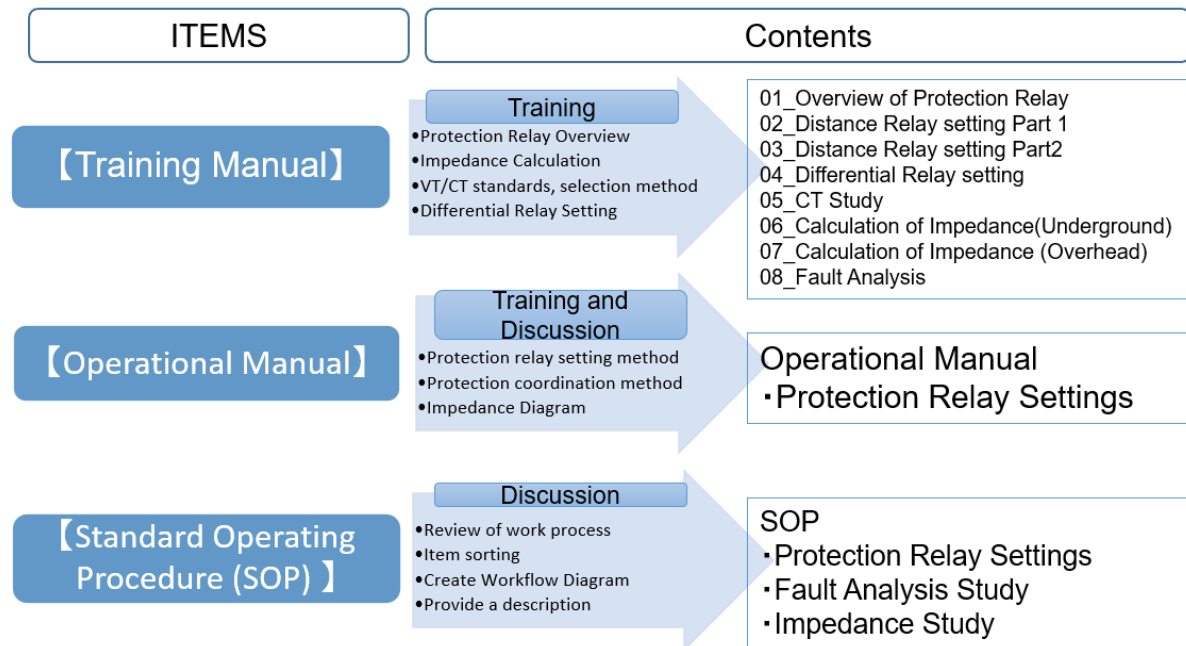 ITEMS
Contents
【Training Manual】
Training
•Protection Relay Overview
•Impedance Calculation
•VT/CT standards, selection method
•Differential Relay Setting
01_Overview of Protection Relay
02_Distance Relay setting Part 1
03_Distance Relay setting Part2
04_Differential Relay setting
05_CT Study
06_Calculation of Impedance(Underground)
07_Calculation of Impedance (Overhead)
08_Fault Analysis
【Operational Manual】
Training and
Discussion
•Protection relay setting method
•Protection coordination method
•Impedance Diagram
Operational Manual
・Protection Relay Settings
【Standard Operating
Procedure (SOP) 】
Discussion
•Review of work process
•Item sorting
•Create Workflow Diagram
•Provide a description
SOP
・Protection Relay Settings
・Fault Analysis Study
・Impedance Study